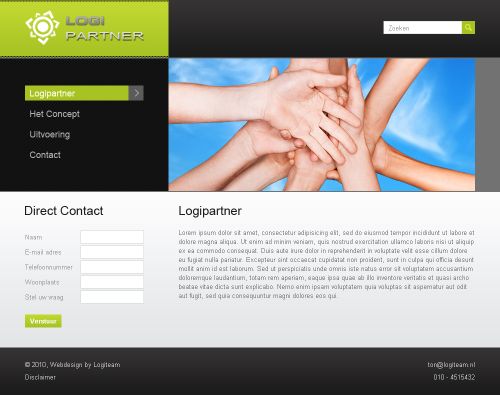 LOGI
PARTNER
Zoeken
Logipartner
Het Concept
Uitvoering
Contact
Direct Contact
Naam
E-mail adres
Telefoonnummer
Woonplaats
Stel uw vraag
Verstuur
Logipartner
Lorem ipsum dolor sit amet, consectetur adipisicing elit, sed do eiusmod tempor incididunt ut labore et
dolore magna aliqua. Ut enim ad minim veniam, quis nostrud exercitation ullamco laboris nisi ut aliquip
ex ea commodo consequat. Duis aute irure dolor in reprehenderit in voluptate velit esse cillum dolore
eu fugiat nulla pariatur. Excepteur sint occaecat cupidatat non proident, sunt in culpa qui officia deserunt
mollit anim id est laborum. Sed ut perspiciatis unde omnis iste natus error sit voluptatem accusantium
doloremque laudantium, totam rem aperiam, eaque ipsa quae ab illo inventore veritatis et quasi archo
beatae vitae dicta sunt explicabo. Nemo enim ipsam voluptatem quia voluptas sit aspernatur aut odit
aut fugit, sed quia consequuntur magni dolores eos qui.
© 2010, Webdesign by Logiteam
Disclaimer
ton@logiteam.nl
010 - 4515432